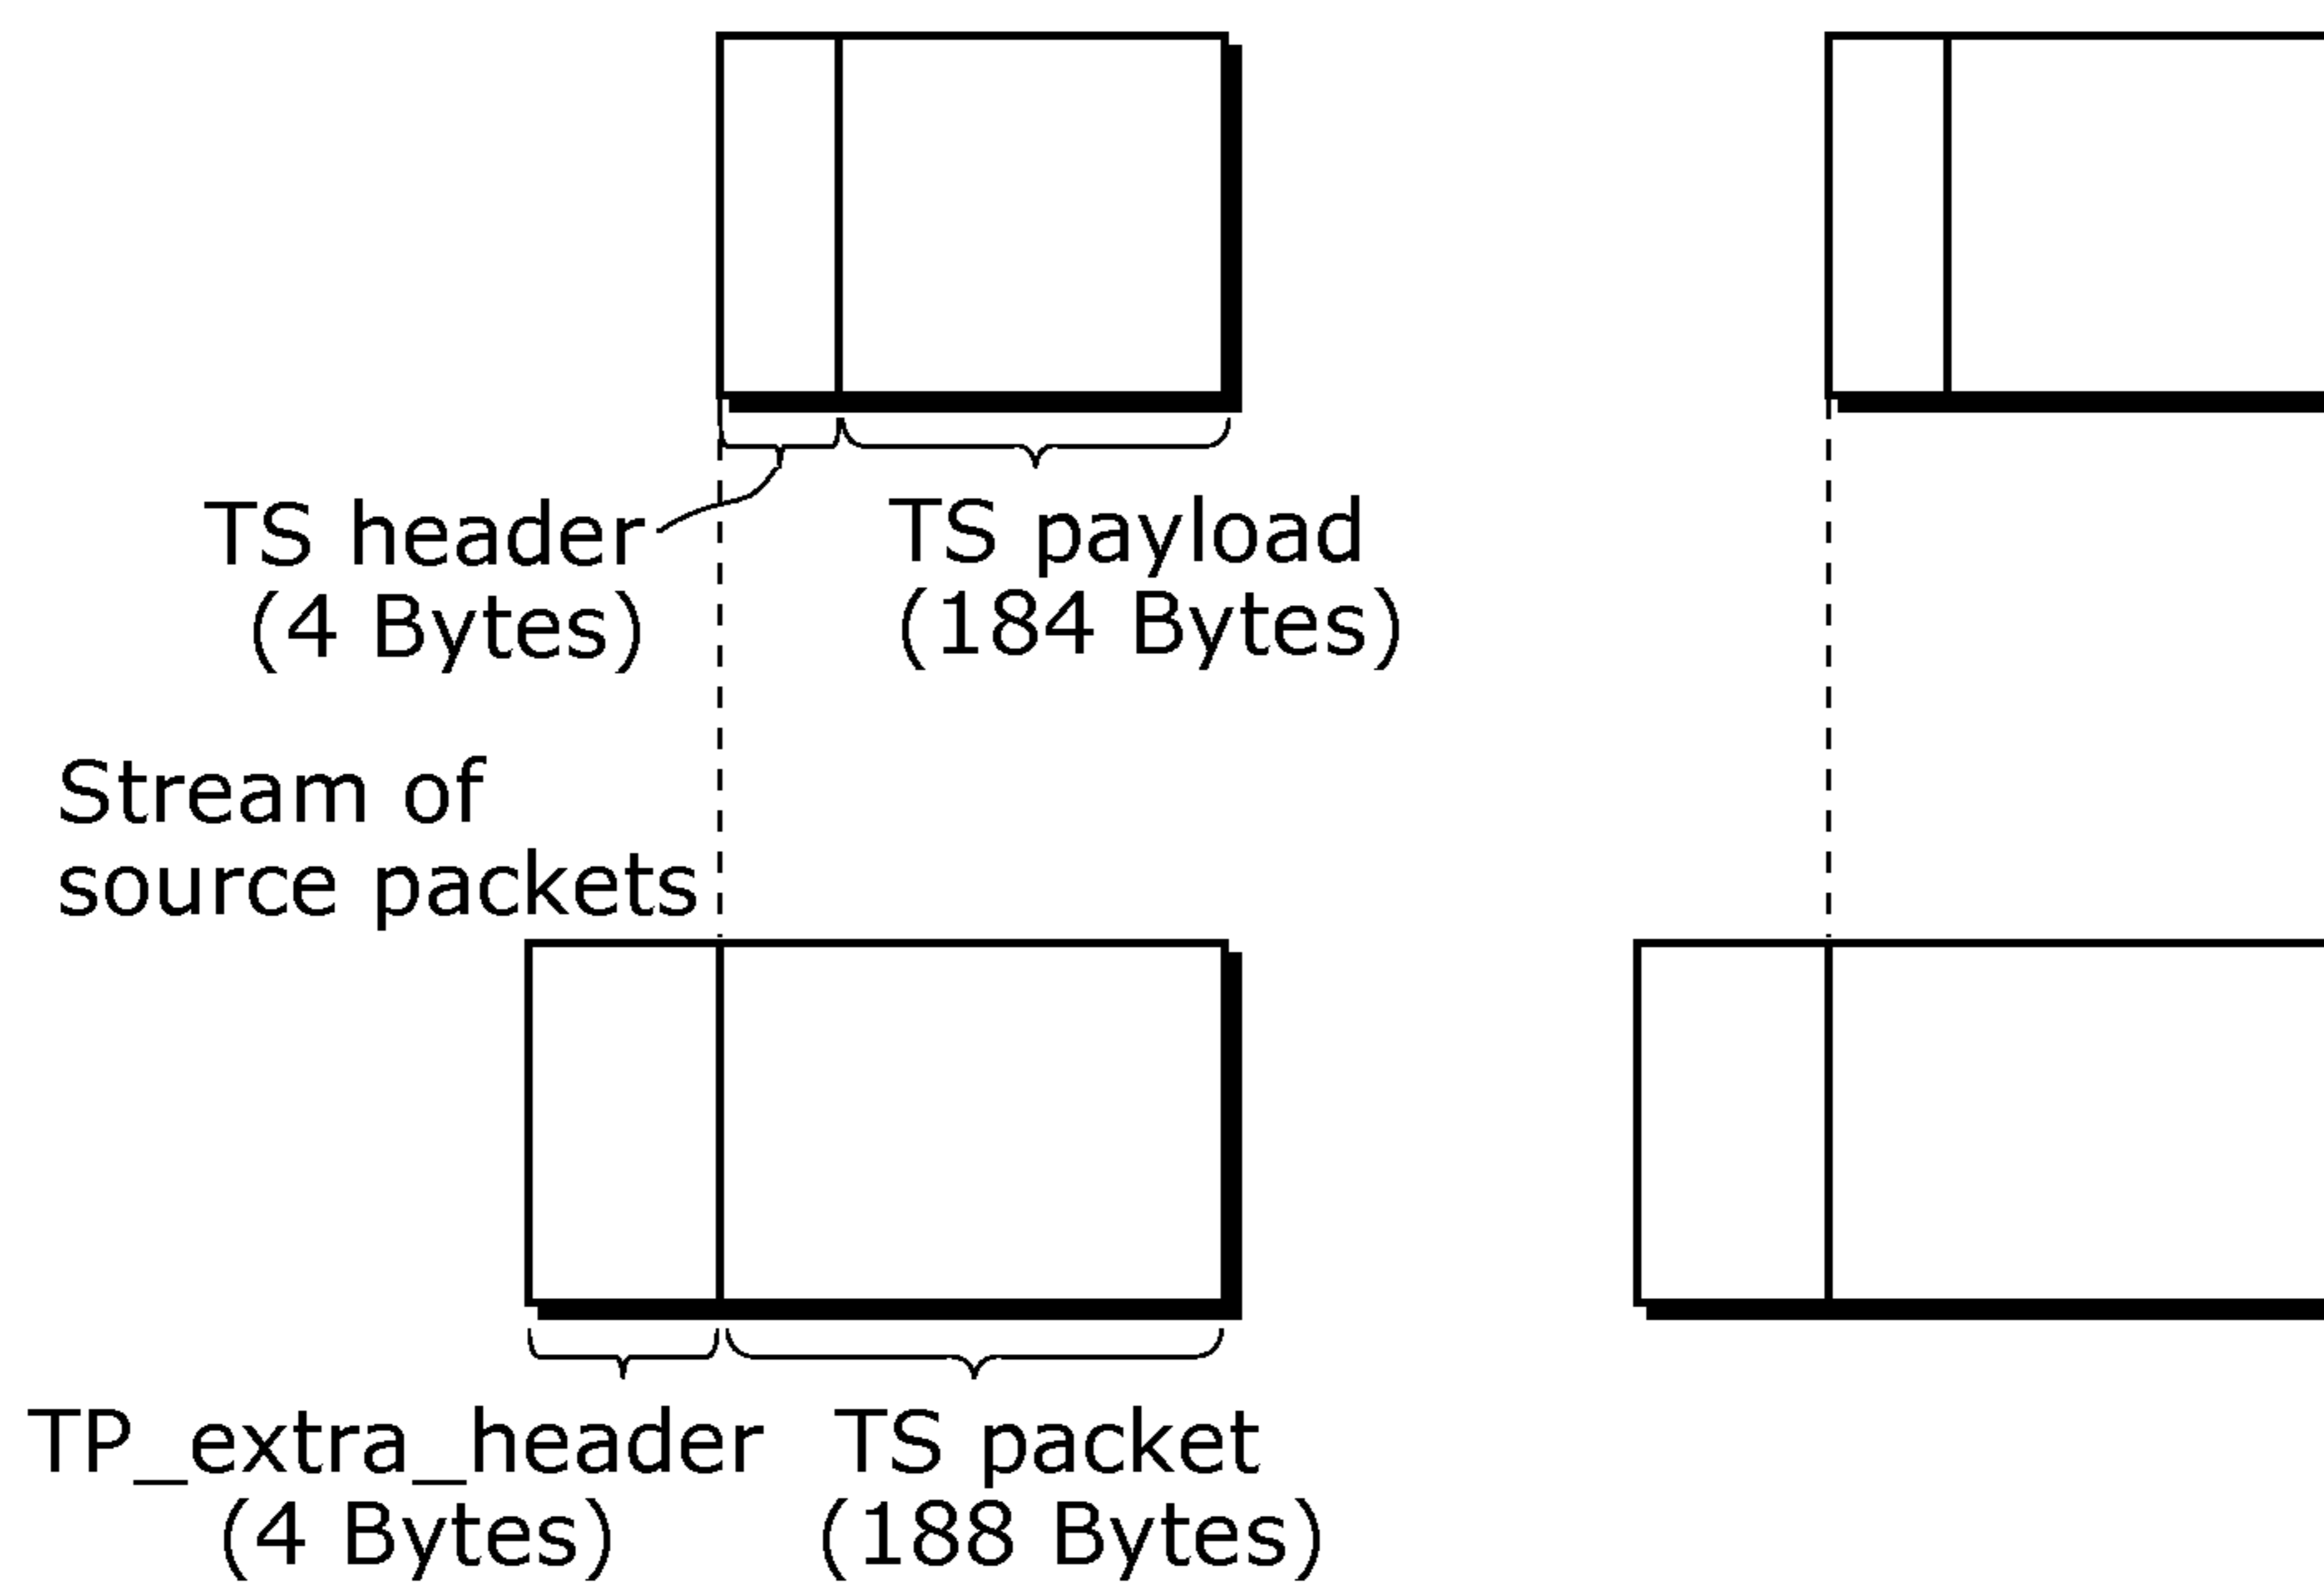 TS header
(4 Bytes)
TS payload
(184 Bytes)
Stream of
source packets
TP_extra_header
(4 Bytes)
TS packet
(188 Bytes)